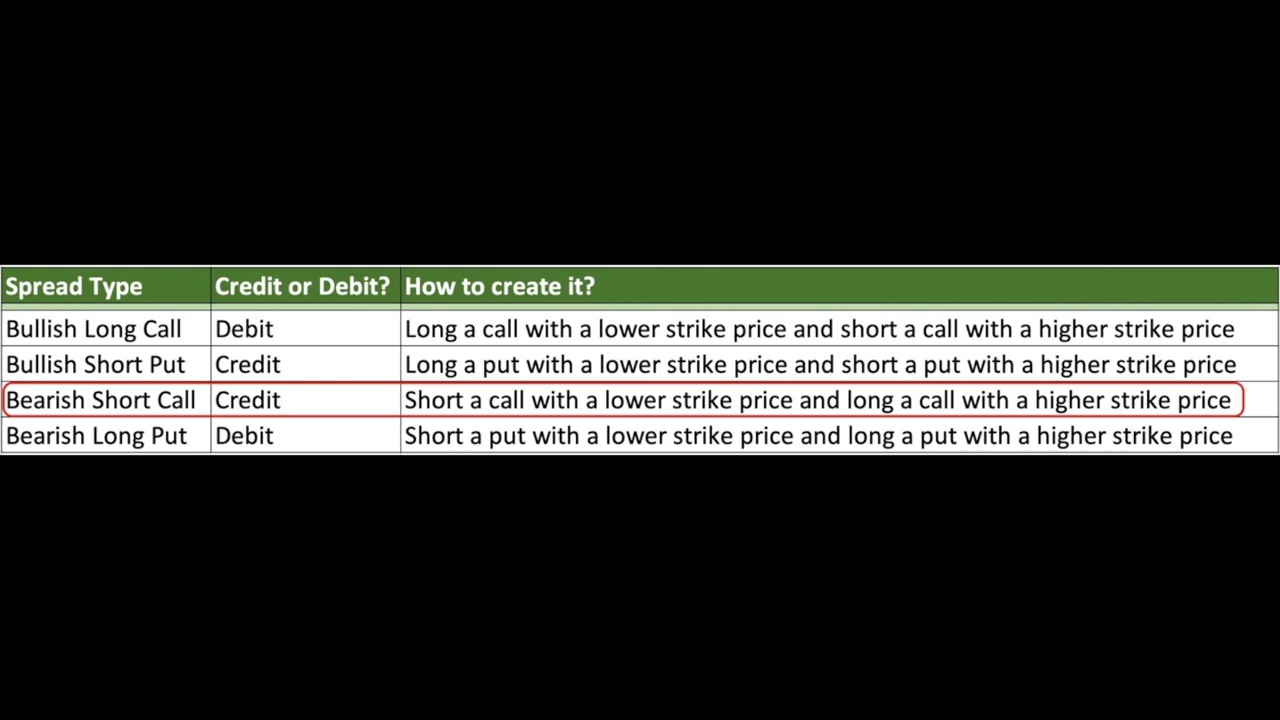 Spread Type Credit or Debit? How to create it?
Bullish Long Call Debit Long a call with a lower strike price and short a call with a higher strike price
Bullish Short Put Credit Long a put with a lower strike price and short a put with a higher strike price
Bearish Short Call Credit Short a call with a lower strike price and long a call with a higher strike price
Bearish Long Put Debit Short a put with a lower strike price and long a put with a higher strike price